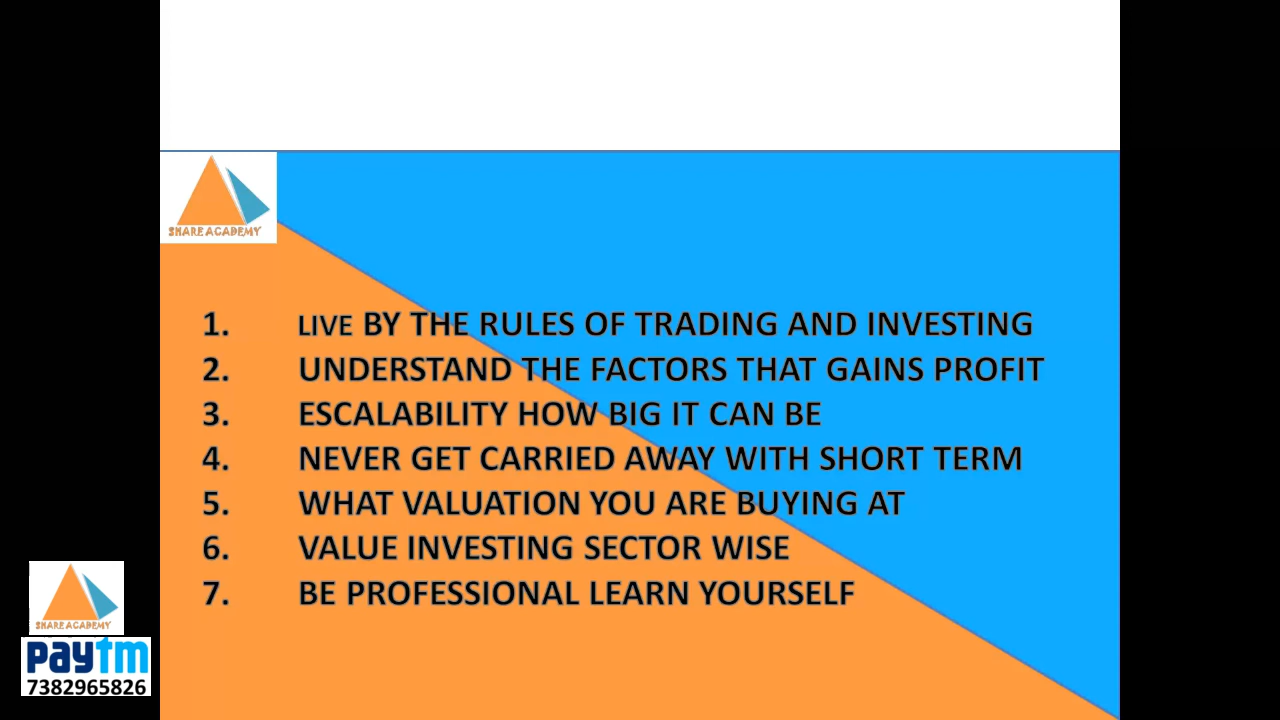 SHARE ACADEMY
1. LIVE BY THE RULES OF TRADING AND INVESTING
2. UNDERSTAND THE FACTORS THAT GAINS PROFIT
3. ESCALABILITY HOW BIG IT CAN BE
4. NEVER GET CARRIED AWAY WITH SHORT TERM
5. WHAT VALUATION YOU ARE BUYING AT
6. VALUE INVESTING SECTOR WISE
7. BE PROFESSIONAL LEARN YOURSELF
SHARE ACADEMY
paytm
7382965826